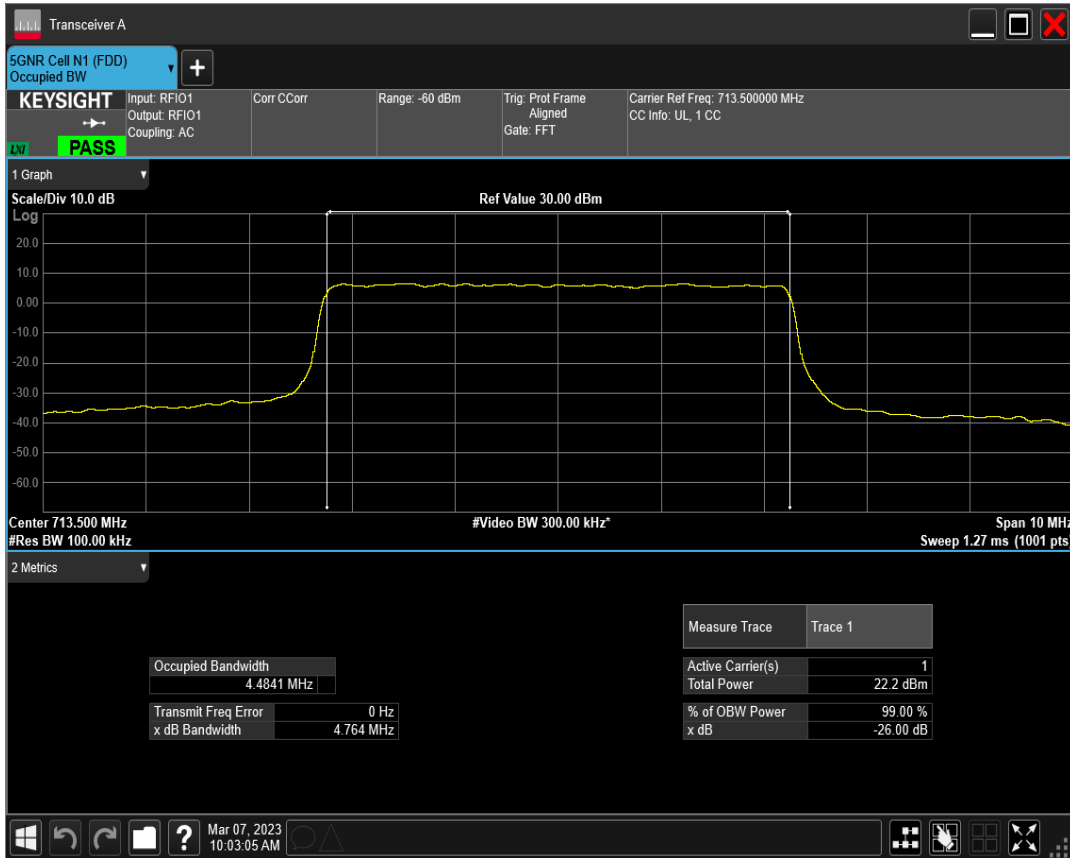 Transceiver A
5GNR Cell N1 (FDD)
Occupied BW
+
KEYSIGHT
LXI
PASS
Input: RFIO1
Output: RFIO1
Coupling: AC
Corr CCorr
Range: -60 dBm
Trig: Prot Frame
Aligned
Gate: FFT
Carrier Ref Freq: 713.500000 MHz
CC Info: UL, 1 CC
1 Graph
Scale/Div 10.0 dB
Ref Value 30.00 dBm
Log
20.0
10.0
0.00
-10.0
-20.0
-30.0
-40.0
-50.0
-60.0
Center 713.500 MHz
#Video BW 300.00 kHz*
Span 10 MHz
#Res BW 100.00 kHz
Sweep 1.27 ms (1001 pts)
2 Metrics
Measure Trace Trace 1
Occupied Bandwidth
4.4841 MHz
Active Carrier(s) 1
Total Power 22.2 dBm
Transmit Freq Error 0 Hz
x dB Bandwidth 4.764 MHz
% of OBW Power 99.00 %
x dB -26.00 dB
?
Mar 07, 2023
10:03:05 AM